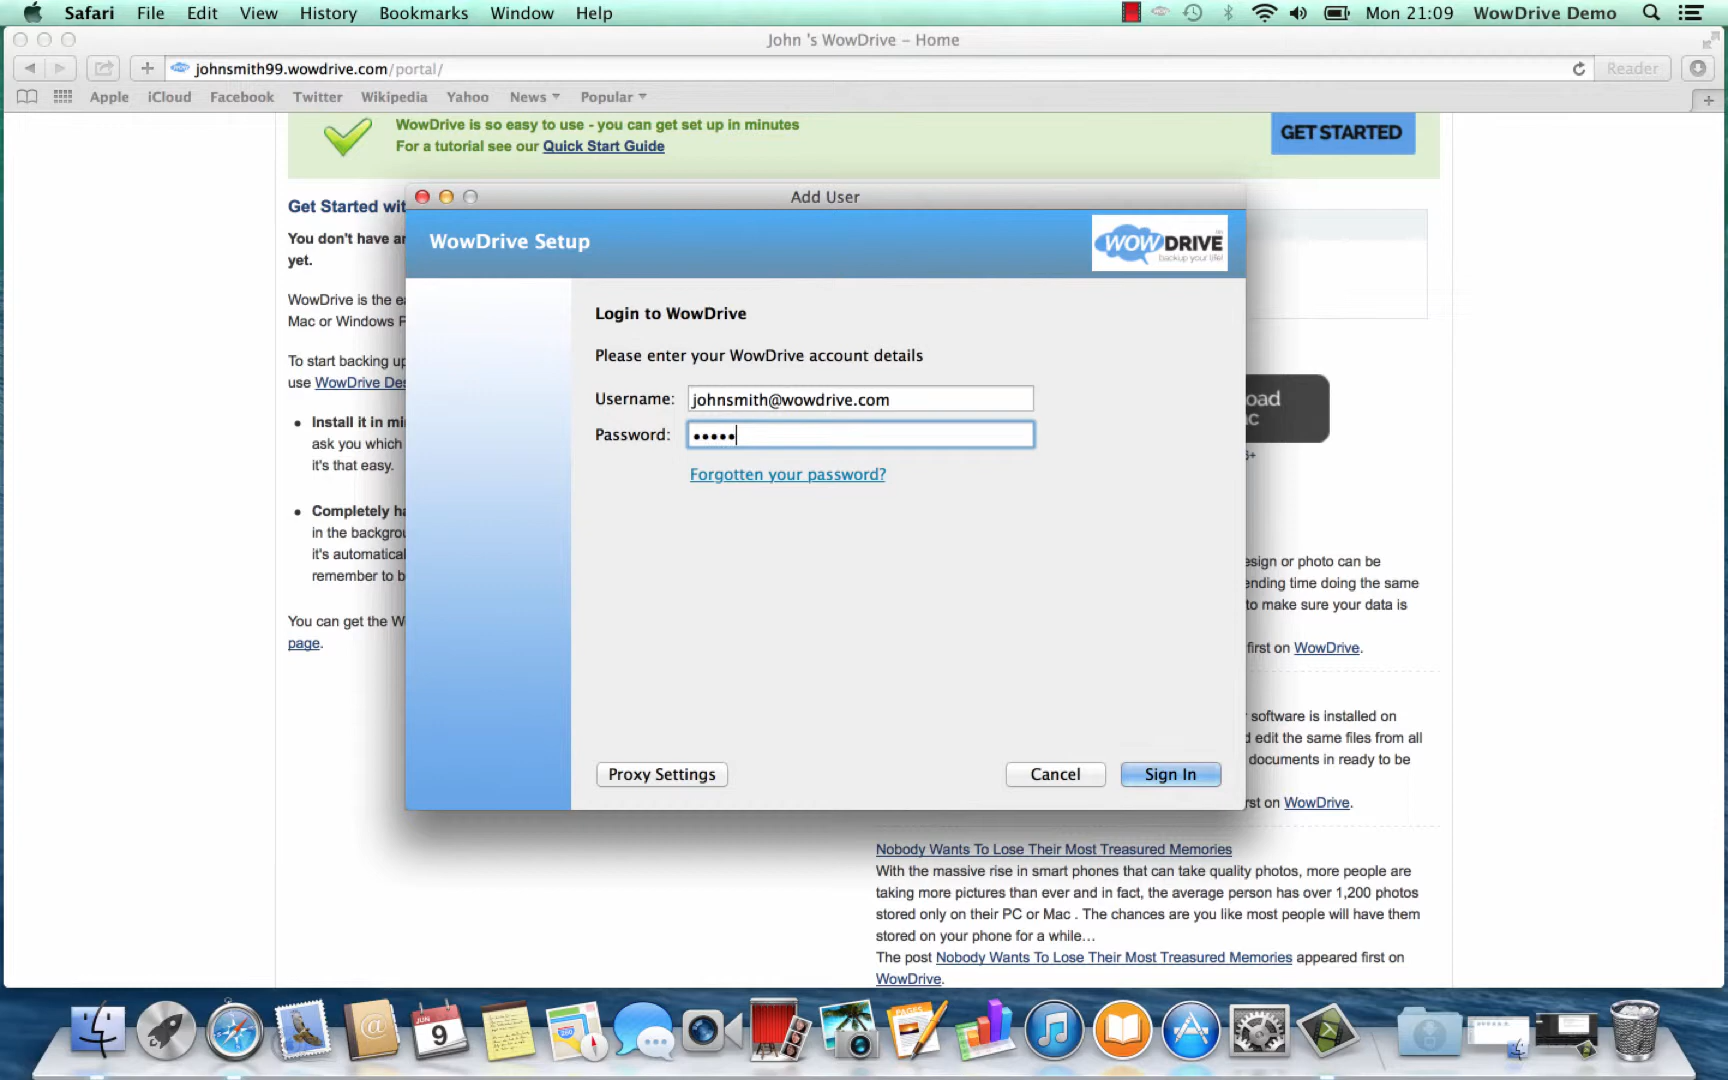 Safari File Edit View History Bookmarks Window Help Mon 21:09 WowDrive Demo
John 's WowDrive – Home
johnsmith99.wowdrive.com/portal/ Reader
Apple iCloud Facebook Twitter Wikipedia Yahoo News Popular
WowDrive is so easy to use - you can get set up in minutes
For a tutorial see our Quick Start Guide
GET STARTED
Get Started wit
You don't have an
yet.
WowDrive is the ea
Mac or Windows P
To start backing up
use WowDrive Des
Install it in mi
ask you which
it's that easy.
Completely ha
in the backgrou
it's automatical
remember to b
You can get the W
page.
Add User
WowDrive Setup
WOWDRIVE
backup your life!
Login to WowDrive
Please enter your WowDrive account details
Username: johnsmith@wowdrive.com
Password: •••••
Forgotten your password?
Proxy Settings Cancel Sign In
oad
c
6+
esign or photo can be
ending time doing the same
to make sure your data is
first on WowDrive.
software is installed on
d edit the same files from all
documents in ready to be
rst on WowDrive.
Nobody Wants To Lose Their Most Treasured Memories
With the massive rise in smart phones that can take quality photos, more people are
taking more pictures than ever and in fact, the average person has over 1,200 photos
stored only on their PC or Mac . The chances are you like most people will have them
stored on your phone for a while…
The post Nobody Wants To Lose Their Most Treasured Memories appeared first on
WowDrive.
JUN
9
PAGES